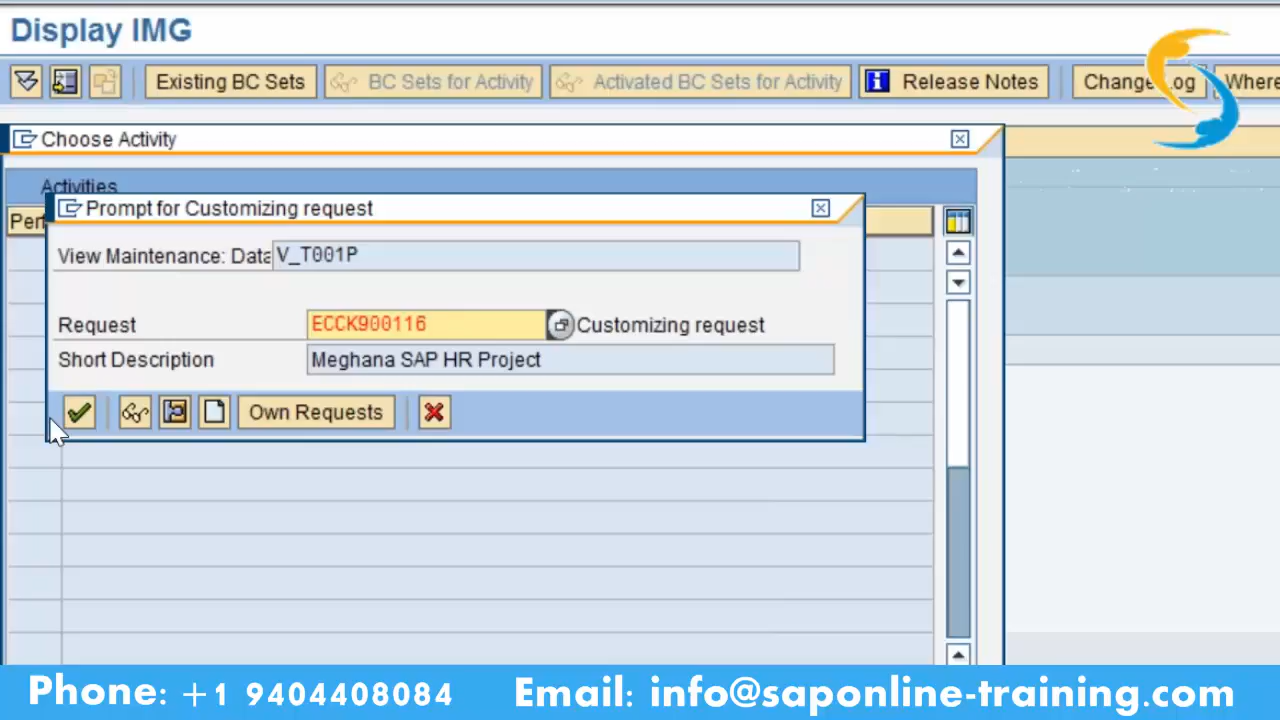 Display IMG
Existing BC Sets BC Sets for Activity Activated BC Sets for Activity Release Notes Change Log Where
Choose Activity
Activities
Perf
Prompt for Customizing request
View Maintenance: Data V_T001P
Request ECCK900116 Customizing request
Short Description Meghana SAP HR Project
Own Requests
Phone: +1 9404408084 Email: info@saponline-training.com